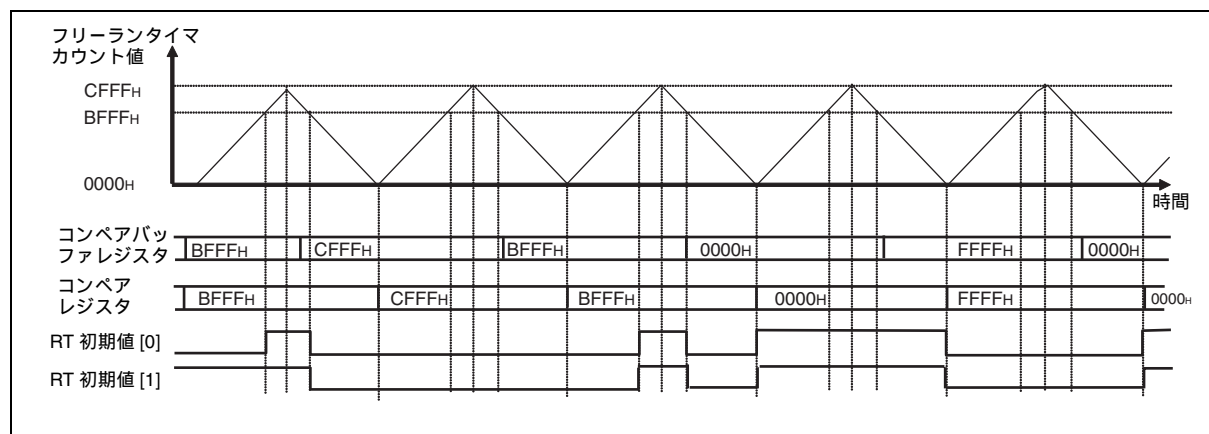 フリーランタイマ
カウント値
CFFFH
BFFFH
0000H
時間
コンペアバッ
ファレジスタ
BFFFH CFFFH BFFFH 0000H FFFFH 0000H
コンペア
レジスタ
BFFFH CFFFH BFFFH 0000H FFFFH 0000H
RT 初期値 [0]
RT 初期値 [1]